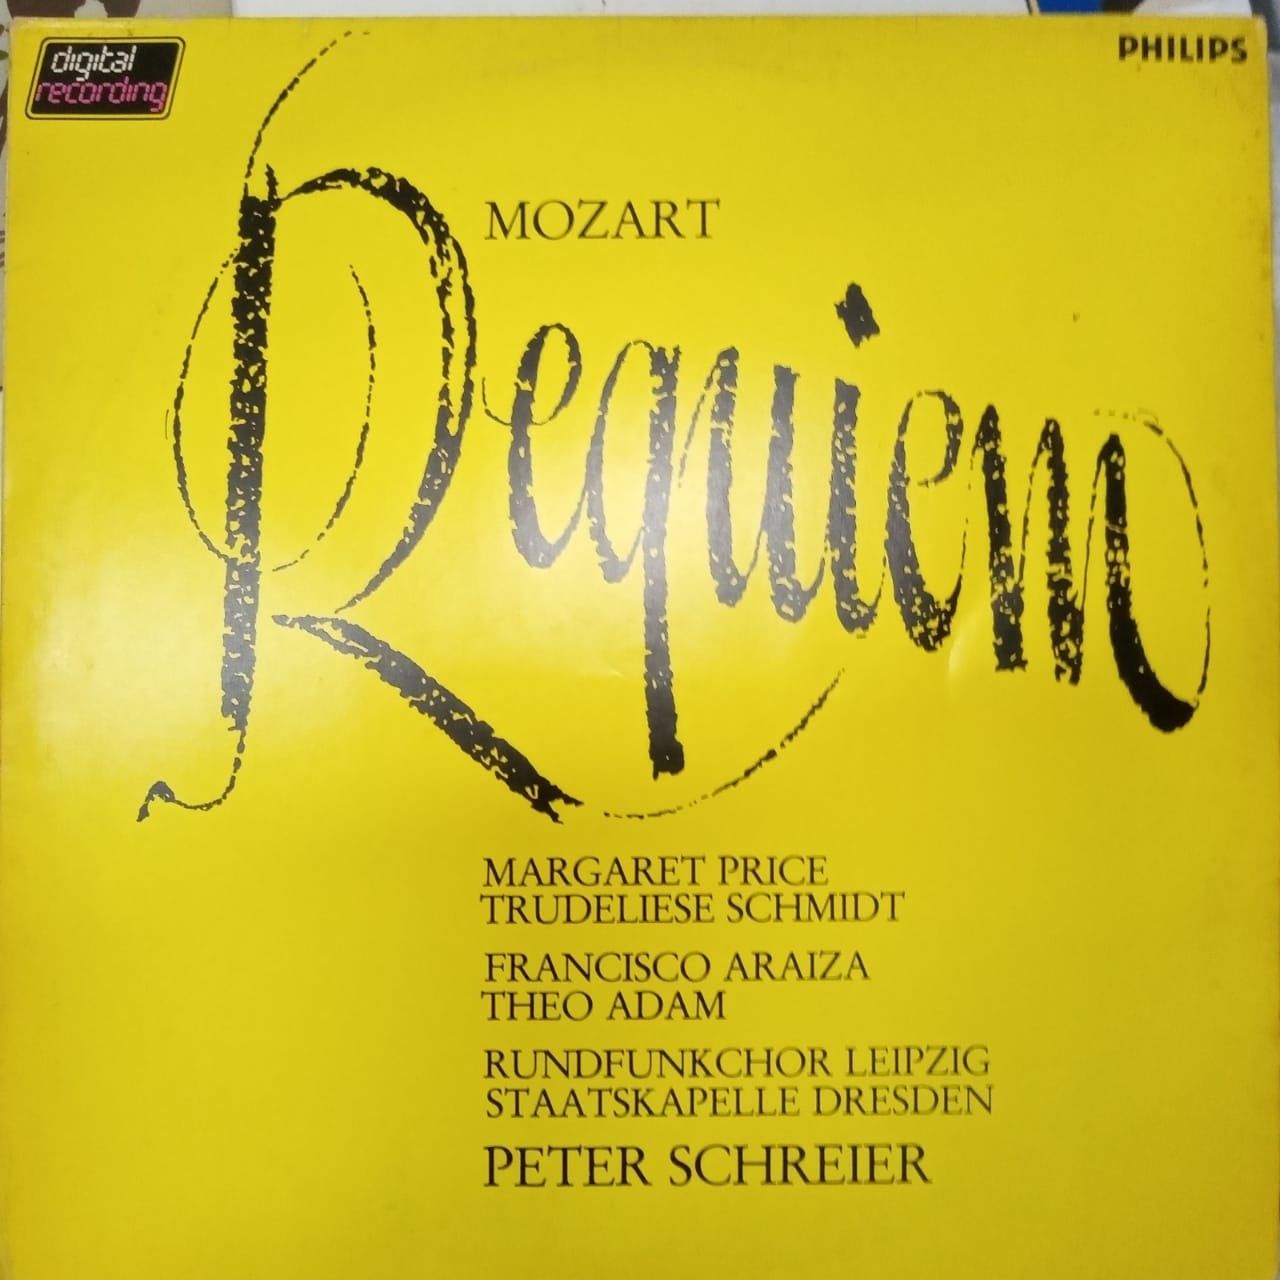 digital
recording
PHILIPS
MOZART
Requiem
MARGARET PRICE
TRUDELIESE SCHMIDT
FRANCISCO ARAIZA
THEO ADAM
RUNDFUNKCHOR LEIPZIG
STAATSKAPELLE DRESDEN
PETER SCHREIER